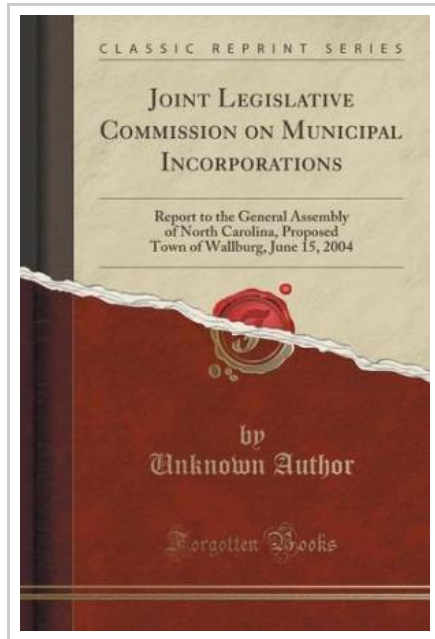 CLASSIC REPRINT SERIES
JOINT LEGISLATIVE
COMMISSION ON MUNICIPAL
INCORPORATIONS
Report to the General Assembly
of North Carolina, Proposed
Town of Wallburg, June 15, 2004
by
Unknown Author
Forgotten Books